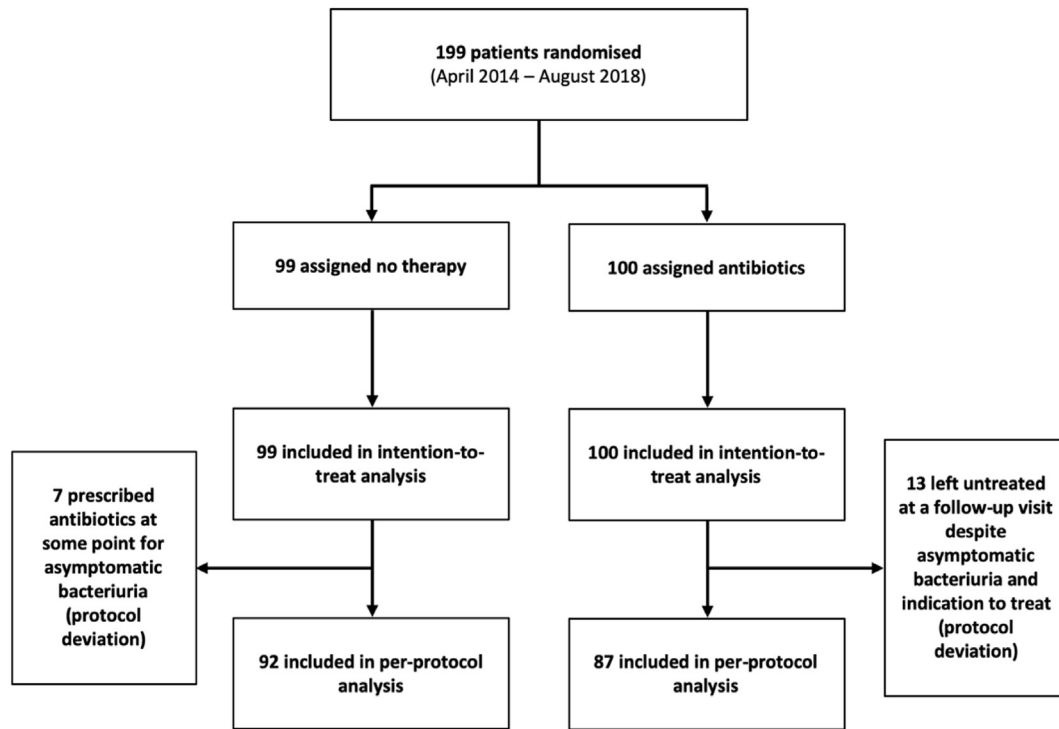 199 patients randomised
(April 2014 – August 2018)
99 assigned no therapy
100 assigned antibiotics
99 included in intention-to-
treat analysis
100 included in intention-to-
treat analysis
7 prescribed
antibiotics at
some point for
asymptomatic
bacteriuria
(protocol
deviation)
13 left untreated
at a follow-up visit
despite
asymptomatic
bacteriuria and
indication to treat
(protocol
deviation)
92 included in per-protocol
analysis
87 included in per-protocol
analysis